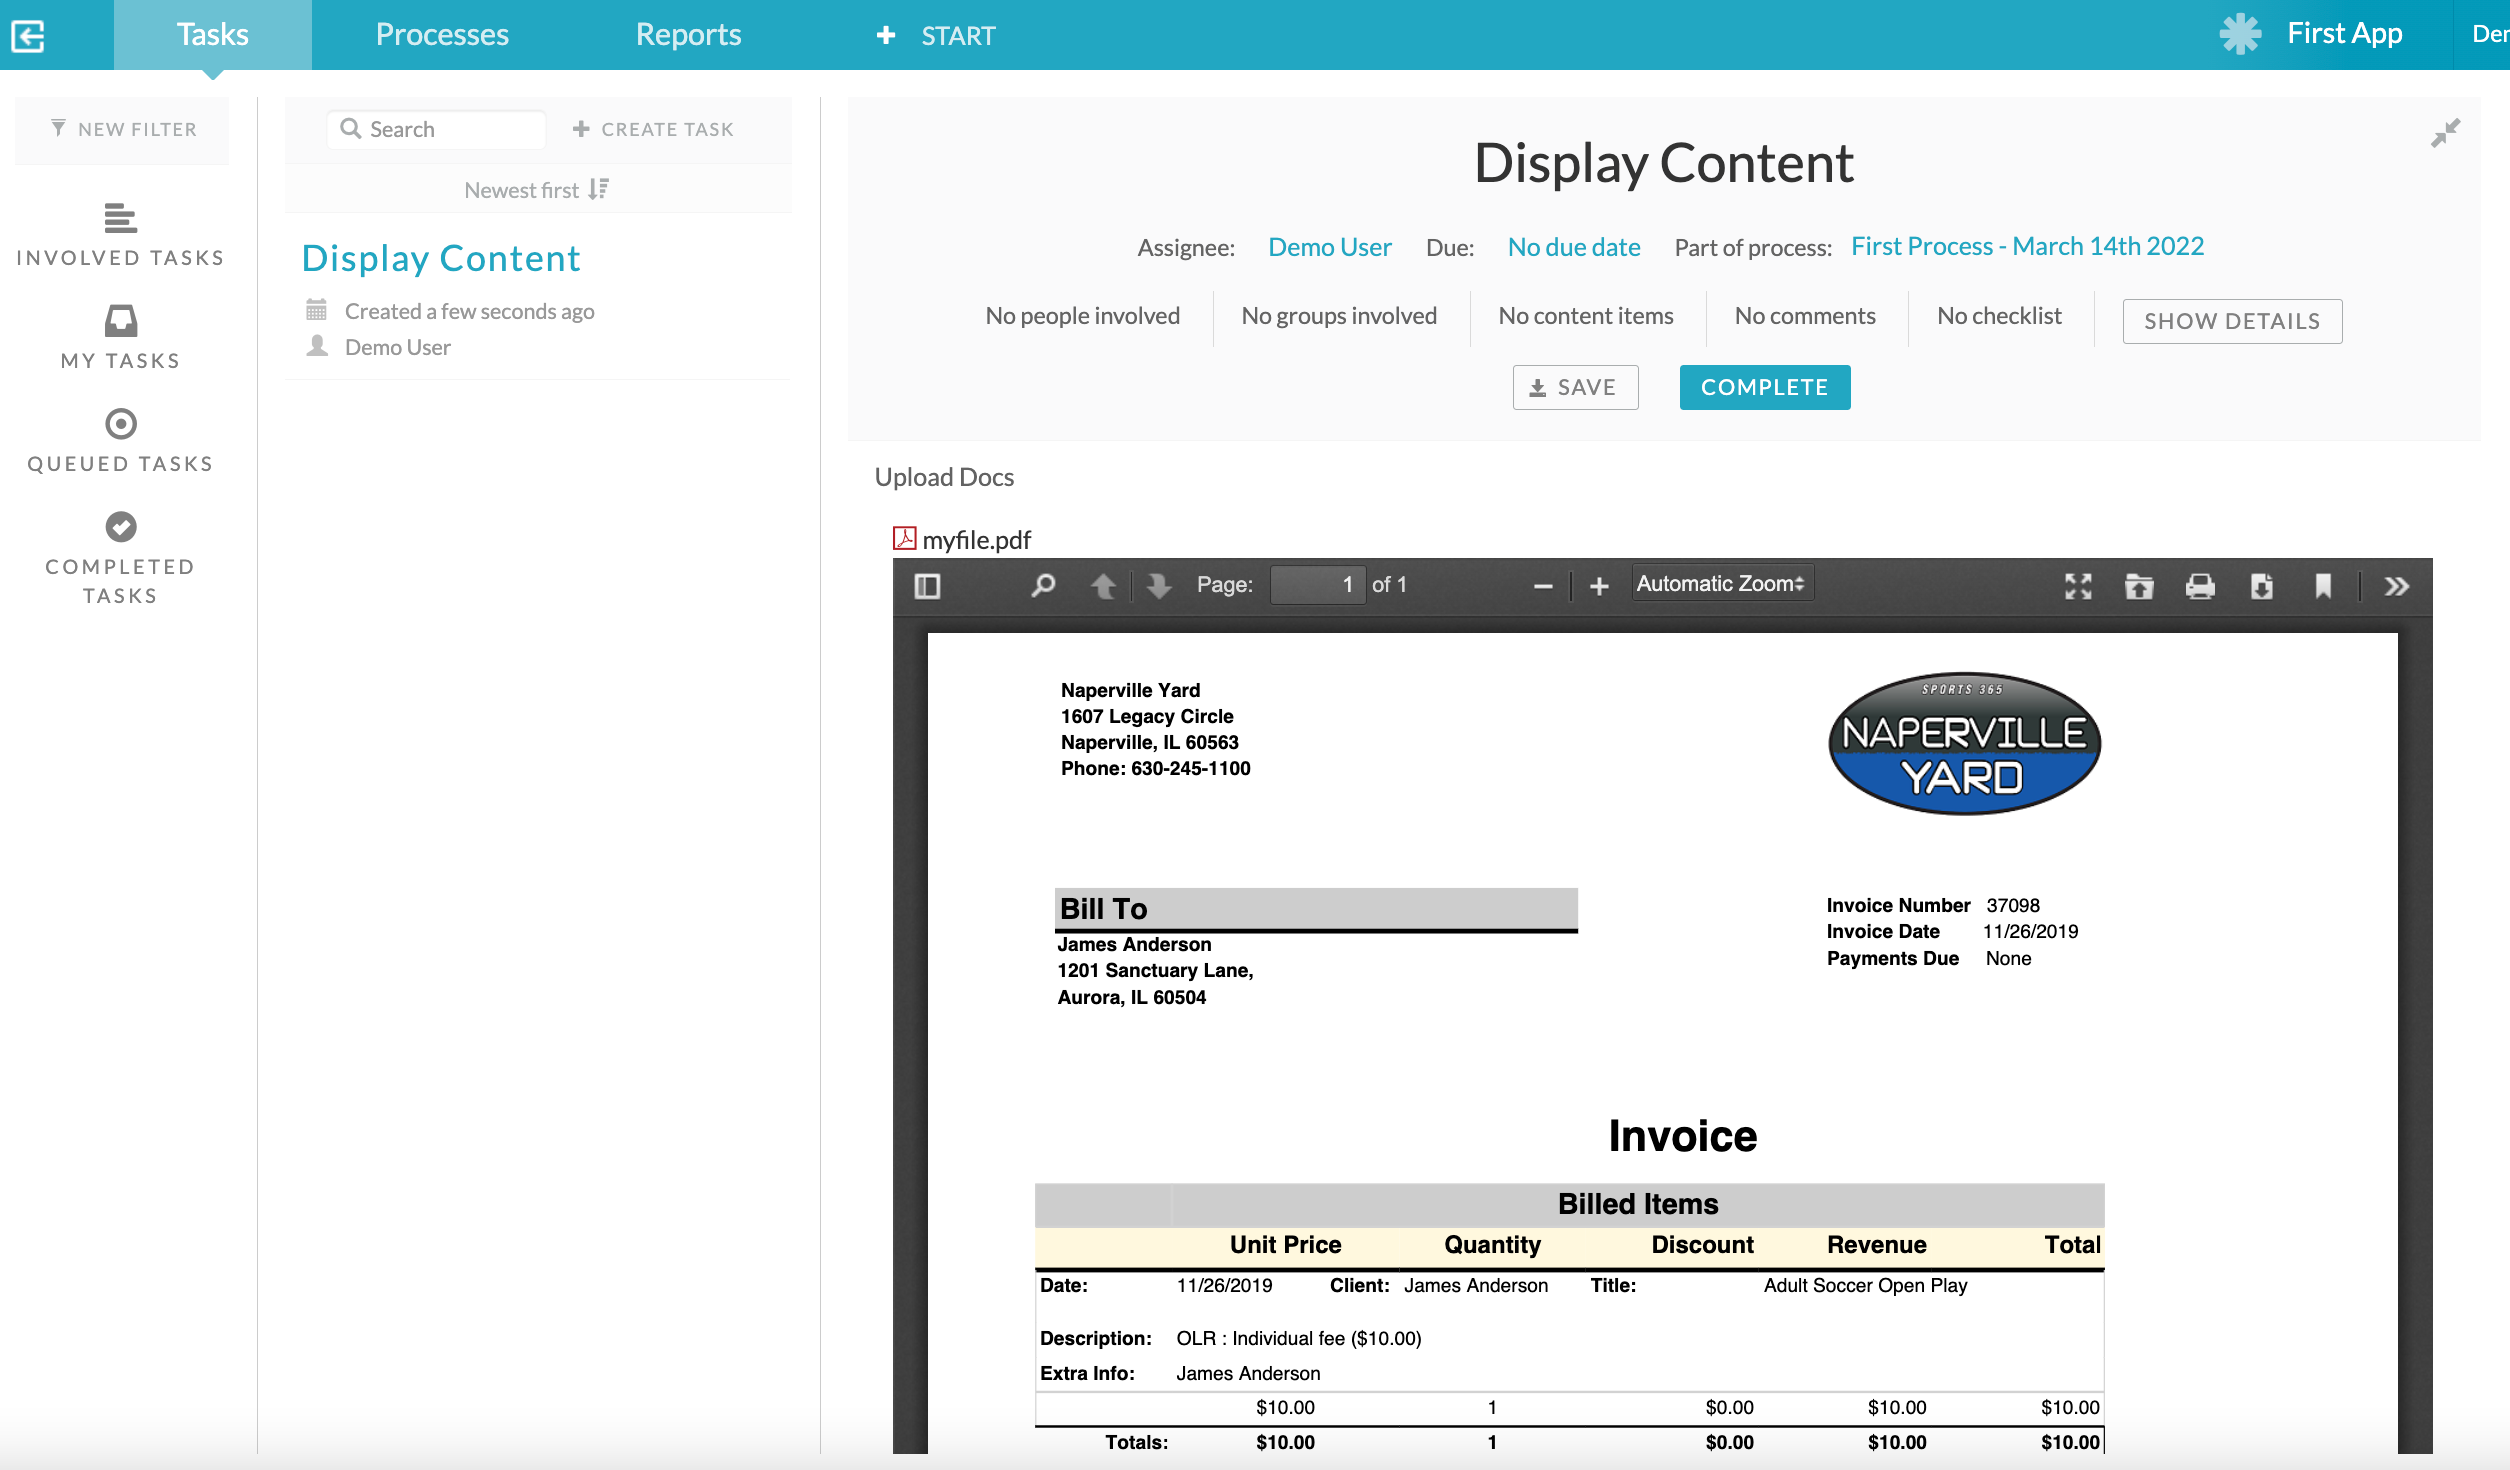 Tasks
Processes
Reports
START
First App
NEW FILTER
INVOLVED TASKS
MY TASKS
QUEUED TASKS
COMPLETED
TASKS
Search
CREATE TASK
Newest first
Display Content
Created a few seconds ago
Demo User
Display Content
Assignee: Demo User Due: No due date Part of process: First Process - March 14th 2022
No people involved
No groups involved
No content items
No comments
No checklist
SHOW DETAILS
SAVE
COMPLETE
Upload Docs
myfile.pdf
Page: 1 of 1
Automatic Zoom
Naperville Yard
1607 Legacy Circle
Naperville, IL 60563
Phone: 630-245-1100
SPORTS 365
NAPERVILLE
YARD
Bill To
James Anderson
1201 Sanctuary Lane,
Aurora, IL 60504
Invoice Number 37098
Invoice Date 11/26/2019
Payments Due None
Invoice
Billed Items
Unit Price Quantity Discount Revenue Total
Date: 11/26/2019 Client: James Anderson Title: Adult Soccer Open Play
Description: OLR : Individual fee ($10.00)
Extra Info: James Anderson
$10.00 1 $0.00 $10.00 $10.00
Totals: $10.00 1 $0.00 $10.00 $10.00